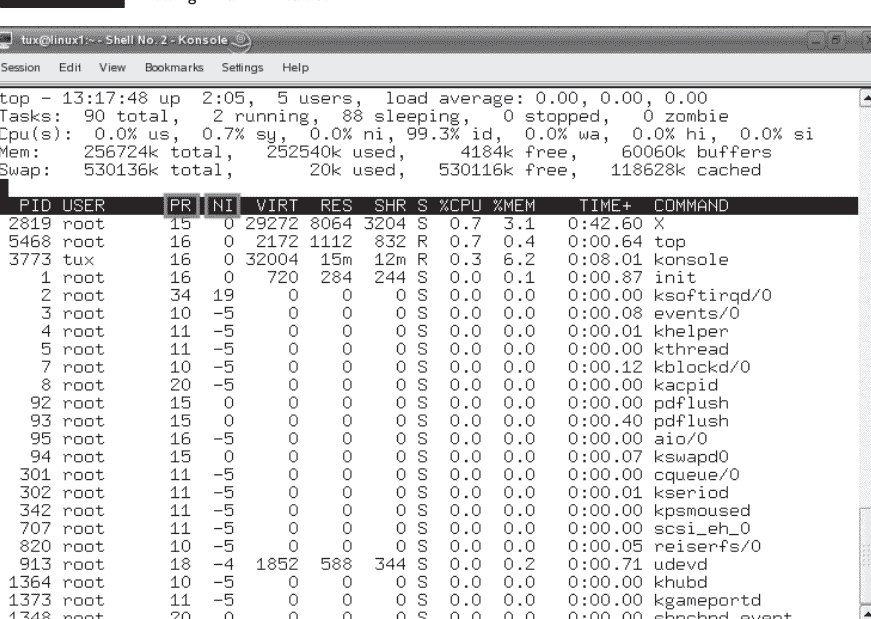 tux@linux1:~ - Shell No. 2 - Konsole
Session Edit View Bookmarks Settings Help
top - 13:17:48 up 2:05, 5 users, load average: 0.00, 0.00, 0.00
Tasks: 90 total, 2 running, 88 sleeping, 0 stopped, 0 zombie
Cpu(s): 0.0% us, 0.7% sy, 0.0% ni, 99.3% id, 0.0% wa, 0.0% hi, 0.0% si
Mem: 256724k total, 252540k used, 4184k free, 60060k buffers
Swap: 530136k total, 20k used, 530116k free, 118628k cached
PID USER PR NI VIRT RES SHR S %CPU %MEM TIME+ COMMAND
2819 root 15 0 29272 8064 3204 S 0.7 3.1 0:42.60 X
5468 root 16 0 2172 1112 832 R 0.7 0.4 0:00.64 top
3773 tux 16 0 32004 15m 12m R 0.3 6.2 0:08.01 konsole
1 root 16 0 720 284 244 S 0.0 0.1 0:00.87 init
2 root 34 19 0 0 0 S 0.0 0.0 0:00.00 ksoftirqd/0
3 root 10 -5 0 0 0 S 0.0 0.0 0:00.08 events/0
4 root 11 -5 0 0 0 S 0.0 0.0 0:00.01 khelper
5 root 11 -5 0 0 0 S 0.0 0.0 0:00.00 kthread
7 root 10 -5 0 0 0 S 0.0 0.0 0:00.12 kblockd/0
8 root 20 -5 0 0 0 S 0.0 0.0 0:00.00 kacpid
92 root 15 0 0 0 0 S 0.0 0.0 0:00.00 pdflush
93 root 15 0 0 0 0 S 0.0 0.0 0:00.40 pdflush
95 root 16 -5 0 0 0 S 0.0 0.0 0:00.00 aio/0
94 root 15 0 0 0 0 S 0.0 0.0 0:00.07 kswapd0
301 root 11 -5 0 0 0 S 0.0 0.0 0:00.00 cqueue/0
302 root 11 -5 0 0 0 S 0.0 0.0 0:00.01 kseriod
342 root 11 -5 0 0 0 S 0.0 0.0 0:00.00 kpsmoused
707 root 11 -5 0 0 0 S 0.0 0.0 0:00.00 scsi_eh_0
820 root 10 -5 0 0 0 S 0.0 0.0 0:00.05 reiserfs/0
913 root 18 -4 1852 588 344 S 0.0 0.2 0:00.71 udevd
1364 root 10 -5 0 0 0 S 0.0 0.0 0:00.00 khubd
1373 root 11 -5 0 0 0 S 0.0 0.0 0:00.00 kgameportd
1348 root 20 0 0 0 0 S 0.0 0.0 0:00.00 shpchpd_event